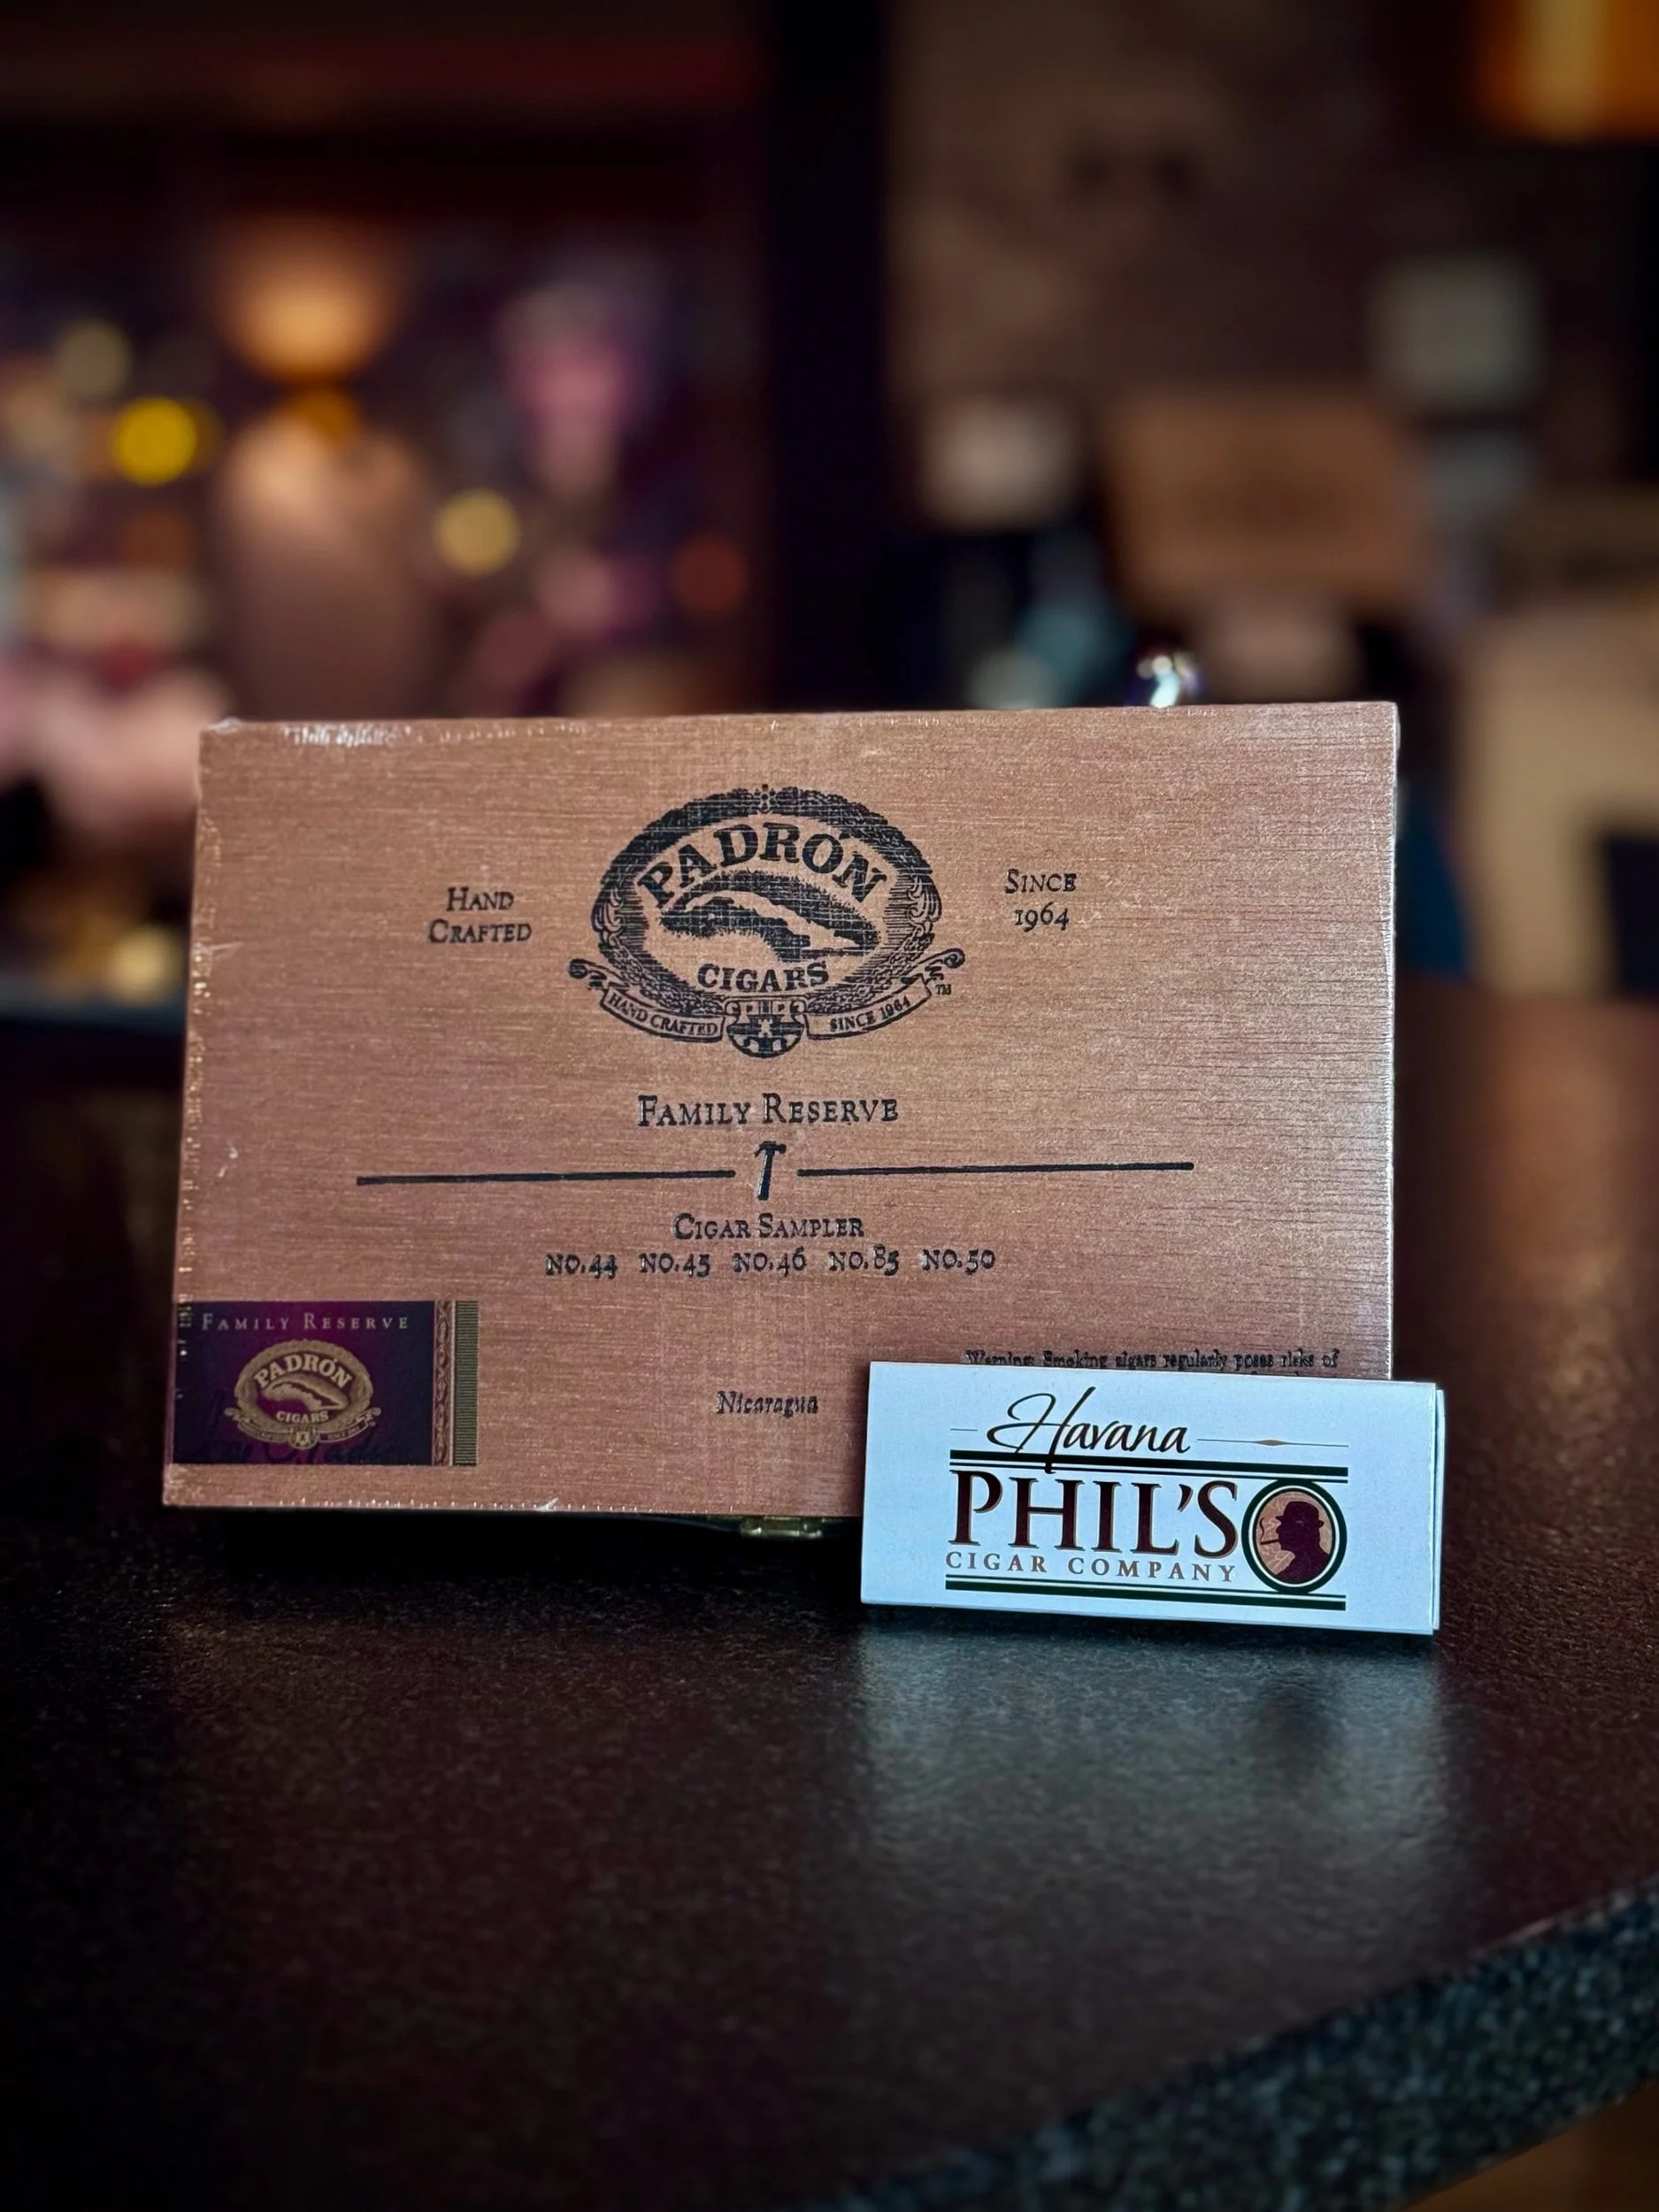 PADRÓN
CIGARS
HAND CRAFTED
SINCE 1964
TM
HAND
CRAFTED
SINCE
1964
FAMILY RESERVE
CIGAR SAMPLER
NO.44 NO.45 NO.46 NO.85 NO.50
FAMILY RESERVE
PADRÓN
CIGARS
Nicaragua
Warning: Smoking cigars regularly poses risks of
Havana
PHIL'S
CIGAR COMPANY